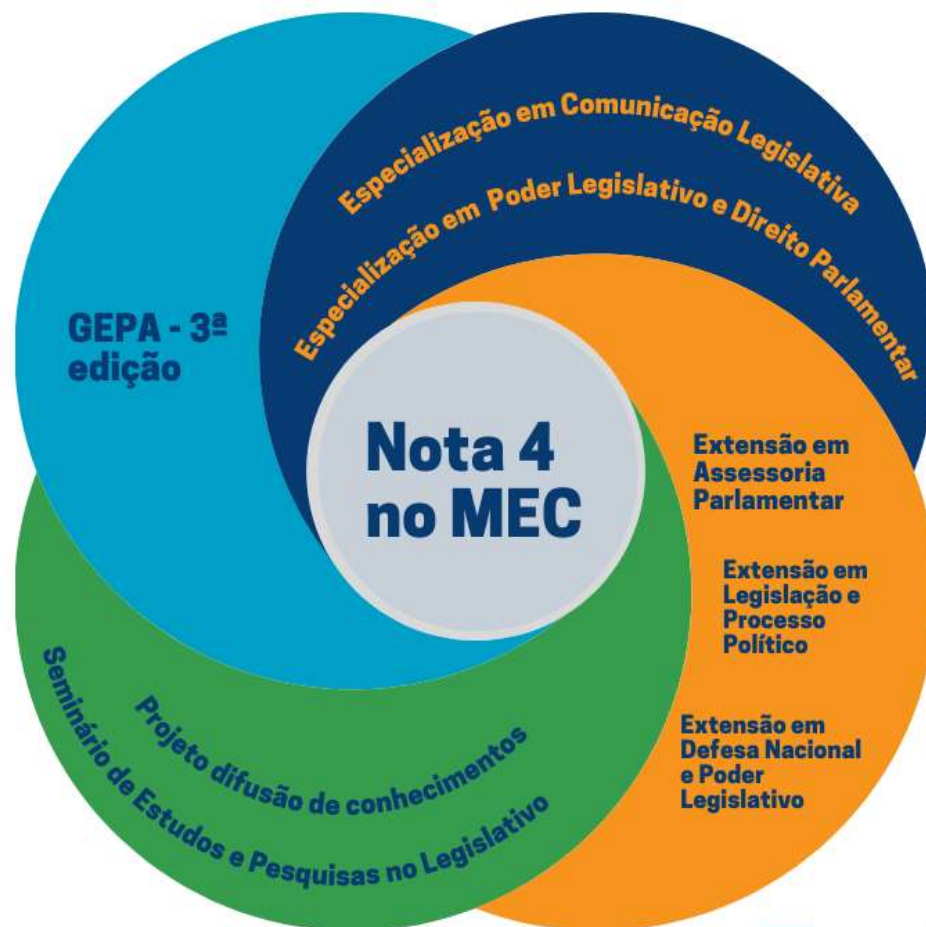 Especialização em Comunicação Legislativa
Especialização em Poder Legislativo e Direito Parlamentar
GEPA - 3ª
edição
Nota 4
no MEC
Extensão em
Assessoria
Parlamentar
Extensão em
Legislação e
Processo
Político
Extensão em
Defesa Nacional
e Poder
Legislativo
Projeto difusão de conhecimentos
Seminário de Estudos e Pesquisas no Legislativo